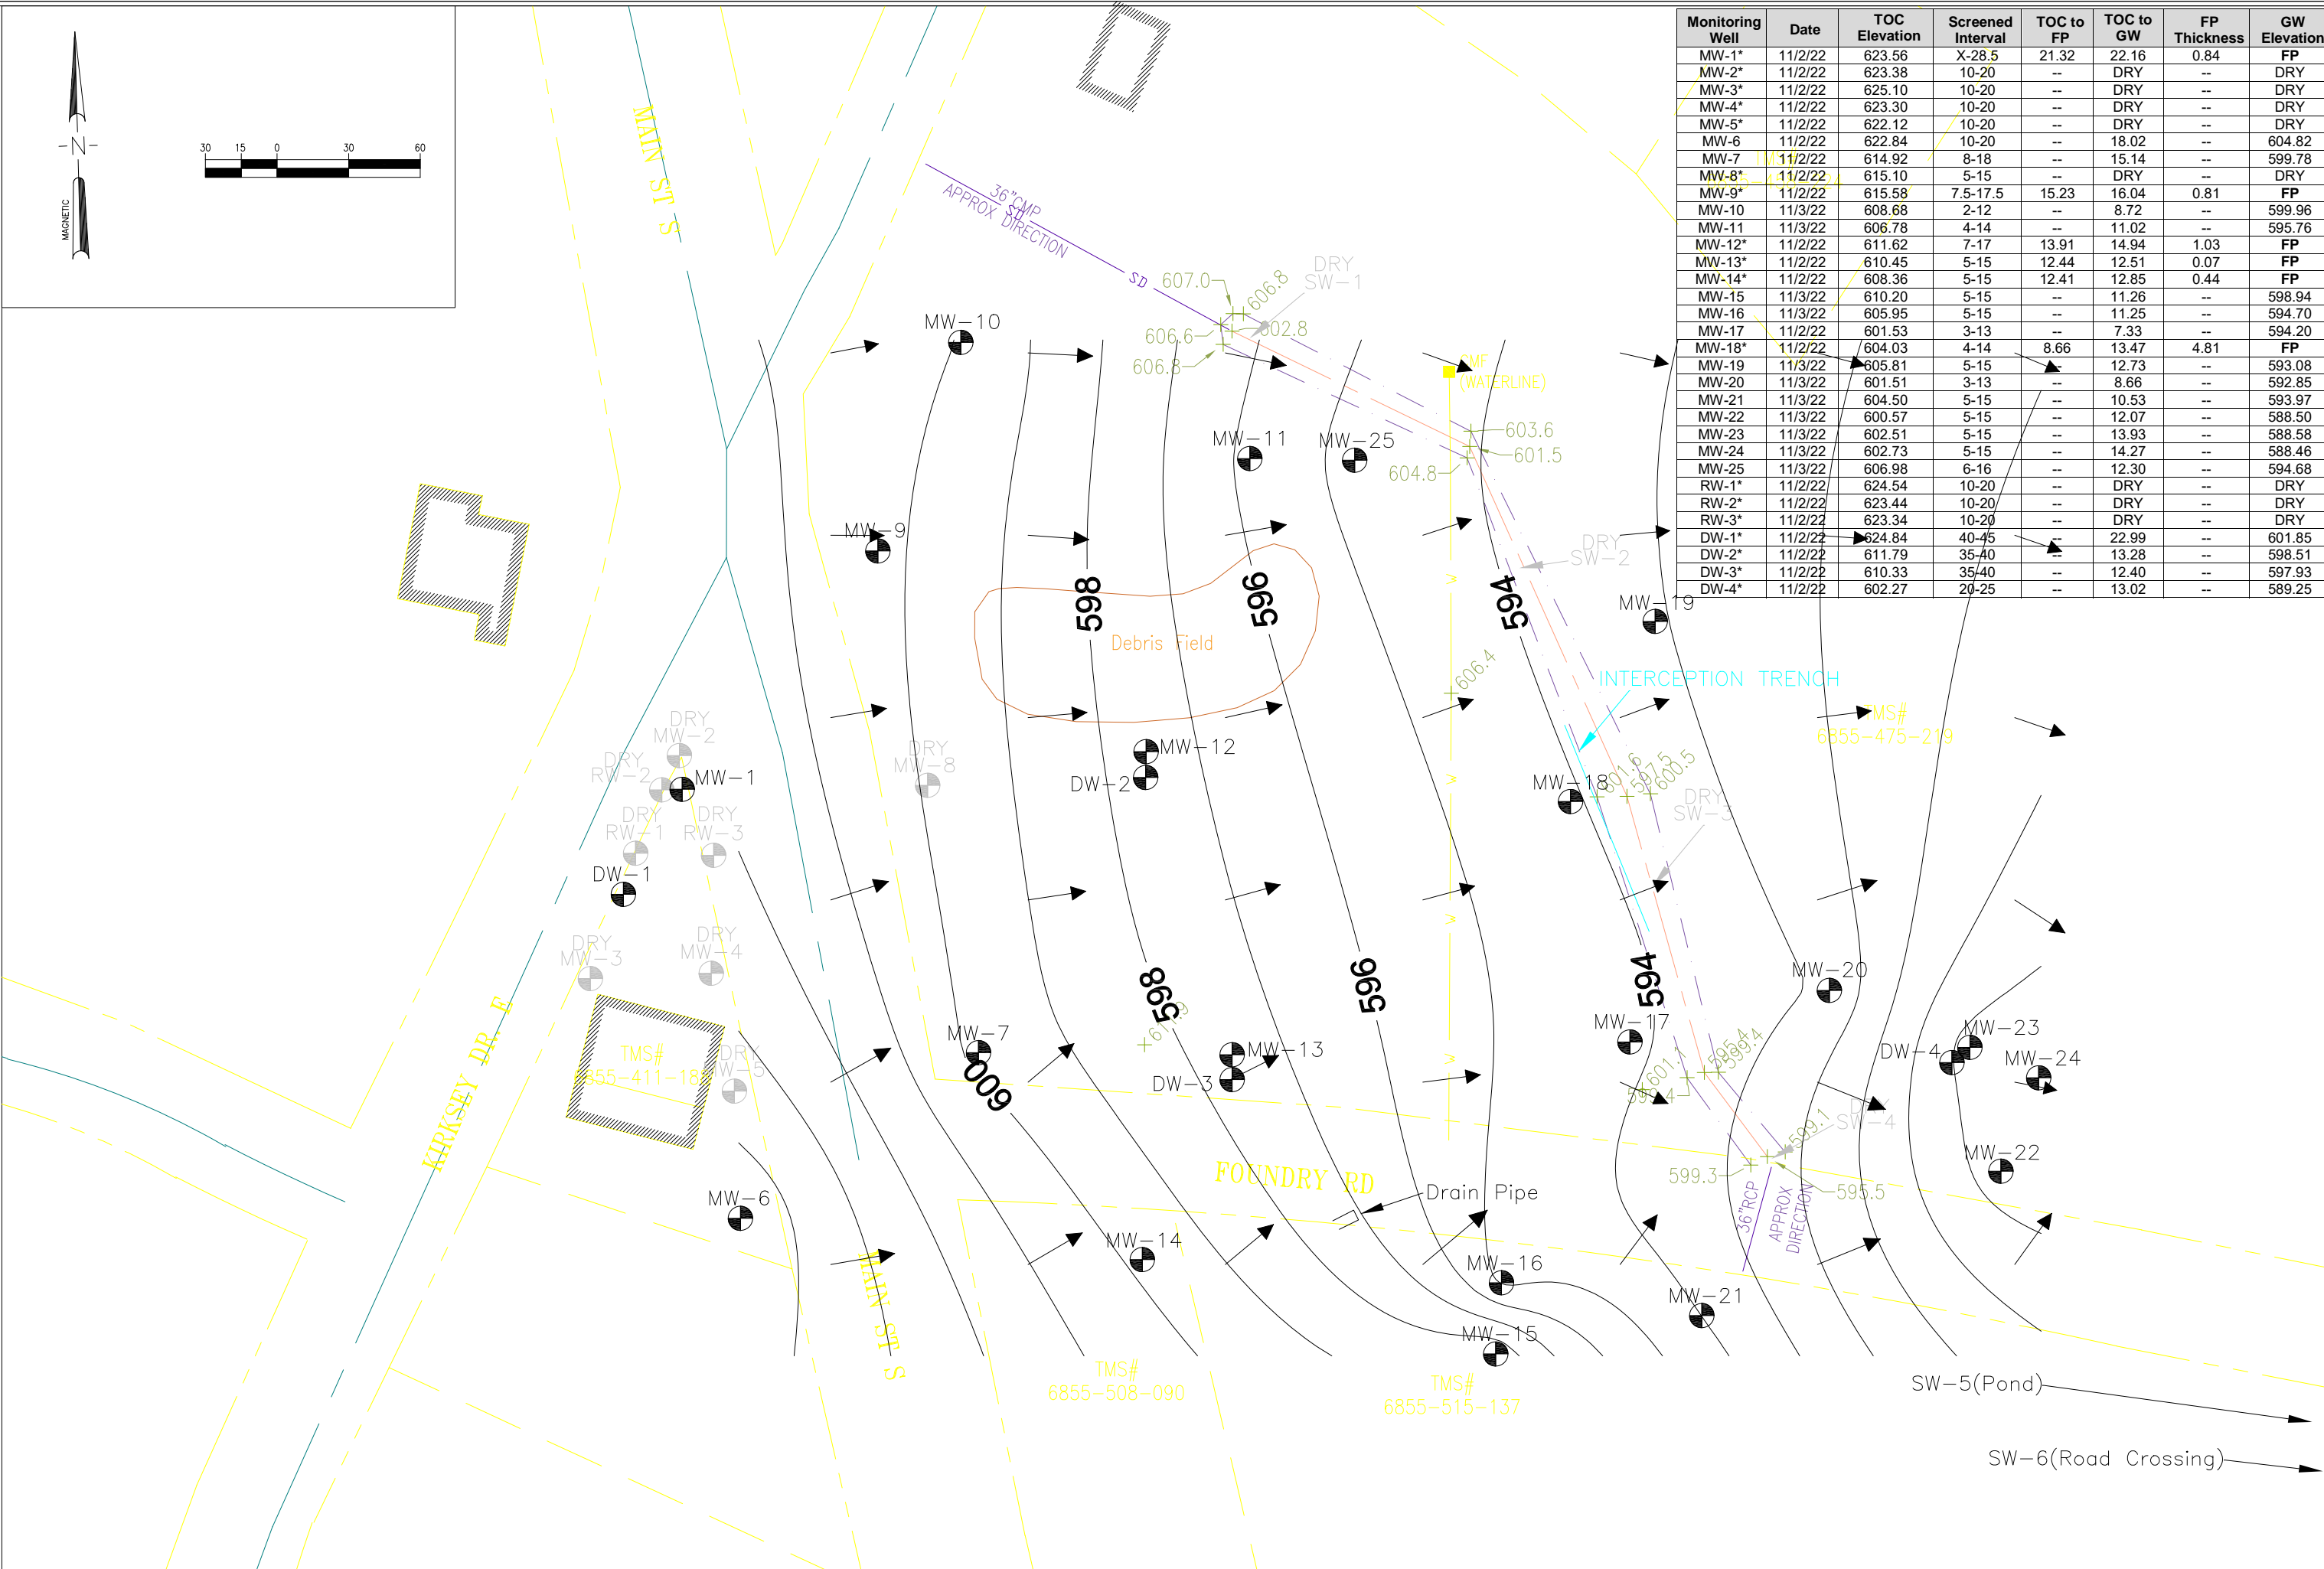 Monitoring Well Date TOC Elevation Screened Interval TOC to FP TOC to GW FP Thickness GW Elevation
MW-1* 11/2/22 623.56 X-28.5 21.32 22.16 0.84 FP
MW-2* 11/2/22 623.38 10-20 -- DRY -- DRY
MW-3* 11/2/22 625.10 10-20 -- DRY -- DRY
MW-4* 11/2/22 623.30 10-20 -- DRY -- DRY
MW-5* 11/2/22 622.12 10-20 -- DRY -- DRY
MW-6 11/2/22 622.84 10-20 -- 18.02 -- 604.82
MW-7 11/2/22 614.92 8-18 -- 15.14 -- 599.78
MW-8* 11/2/22 615.10 5-15 -- DRY -- DRY
MW-9* 11/2/22 615.58 7.5-17.5 15.23 16.04 0.81 FP
MW-10 11/3/22 608.68 2-12 -- 8.72 -- 599.96
MW-11 11/3/22 606.78 4-14 -- 11.02 -- 595.76
MW-12* 11/2/22 611.62 7-17 13.91 14.94 1.03 FP
MW-13* 11/2/22 610.45 5-15 12.44 12.51 0.07 FP
MW-14* 11/2/22 608.36 5-15 12.41 12.85 0.44 FP
MW-15 11/3/22 610.20 5-15 -- 11.26 -- 598.94
MW-16 11/3/22 605.95 5-15 -- 11.25 -- 594.70
MW-17 11/2/22 601.53 3-13 -- 7.33 -- 594.20
MW-18* 11/2/22 604.03 4-14 8.66 13.47 4.81 FP
MW-19 11/3/22 605.81 5-15 -- 12.73 -- 593.08
MW-20 11/3/22 601.51 3-13 -- 8.66 -- 592.85
MW-21 11/3/22 604.50 5-15 -- 10.53 -- 593.97
MW-22 11/3/22 600.57 5-15 -- 12.07 -- 588.50
MW-23 11/3/22 602.51 5-15 -- 13.93 -- 588.58
MW-24 11/3/22 602.73 5-15 -- 14.27 -- 588.46
MW-25 11/3/22 606.98 6-16 -- 12.30 -- 594.68
RW-1* 11/2/22 624.54 10-20 -- DRY -- DRY
RW-2* 11/2/22 623.44 10-20 -- DRY -- DRY
RW-3* 11/2/22 623.34 10-20 -- DRY -- DRY
DW-1* 11/2/22 624.84 40-45 -- 22.99 -- 601.85
DW-2* 11/2/22 611.79 35-40 -- 13.28 -- 598.51
DW-3* 11/2/22 610.33 35-40 -- 12.40 -- 597.93
DW-4* 11/2/22 602.27 20-25 -- 13.02 -- 589.25
-N-
MAGNETIC
30 15 0 30 60
MAIN ST S
36"CMP
APPROX DIRECTION
SD
SD
607.0
606.8
DRY
SW-1
606.6
602.8
606.8
MW-10
(WATERLINE)
MW-11
MW-25
603.6
601.5
604.8
MW-9
DRY
SW-2
598
596
594
MW-19
Debris Field
606.4
INTERCEPTION TRENCH
TMS#
6855-475-219
W
W
W
W
W
DRY
MW-2
DRY
RW-2
MW-1
DRY
MW-8
MW-12
DW-2
MW-18
601.6
597.5
600.5
DRY
SW-3
DRY
RW-1
DRY
RW-3
DW-1
DRY
MW-3
DRY
MW-4
598
596
594
MW-20
KIRKSEY DR. E
TMS#
DRY
MW-7
600
MW-13
DW-3
MW-17
601.1
595.4
599.4
MW-23
DW-4
MW-24
599.1
SW-4
MW-22
599.3
595.5
36"RCP
APPROX
DIRECTION
FOUNDRY RD
Drain Pipe
MW-6
MAIN ST S
MW-14
MW-16
MW-21
MW-15
TMS#
6855-508-090
TMS#
6855-515-137
SW-5(Pond)
SW-6(Road Crossing)